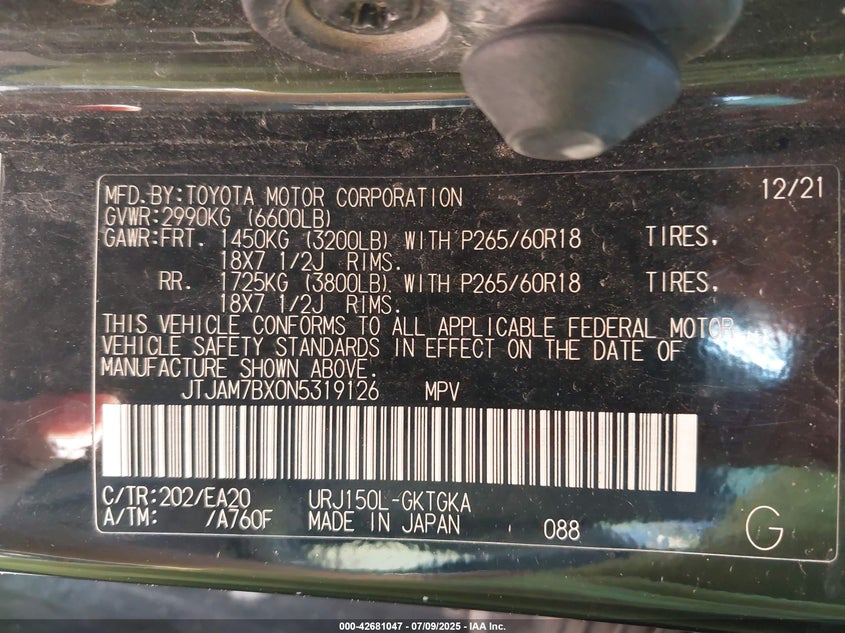 MFD.BY:TOYOTA MOTOR CORPORATION 12/21
GVWR:2990KG (6600LB)
GAWR:FRT. 1450KG (3200LB) WITH P265/60R18 TIRES.
18X7 1/2J RIMS.
RR. 1725KG (3800LB) WITH P265/60R18 TIRES.
18X7 1/2J RIMS.
THIS VEHICLE CONFORMS TO ALL APPLICABLE FEDERAL MOTOR
VEHICLE SAFETY STANDARDS IN EFFECT ON THE DATE OF
MANUFACTURE SHOWN ABOVE.
JTJAM7BX0N5319126 MPV
C/TR:202/EA20 URJ150L-GKTGKA
A/TM: /A760F MADE IN JAPAN 088 G
000-42681047 - 07/09/2025 - IAA Inc.